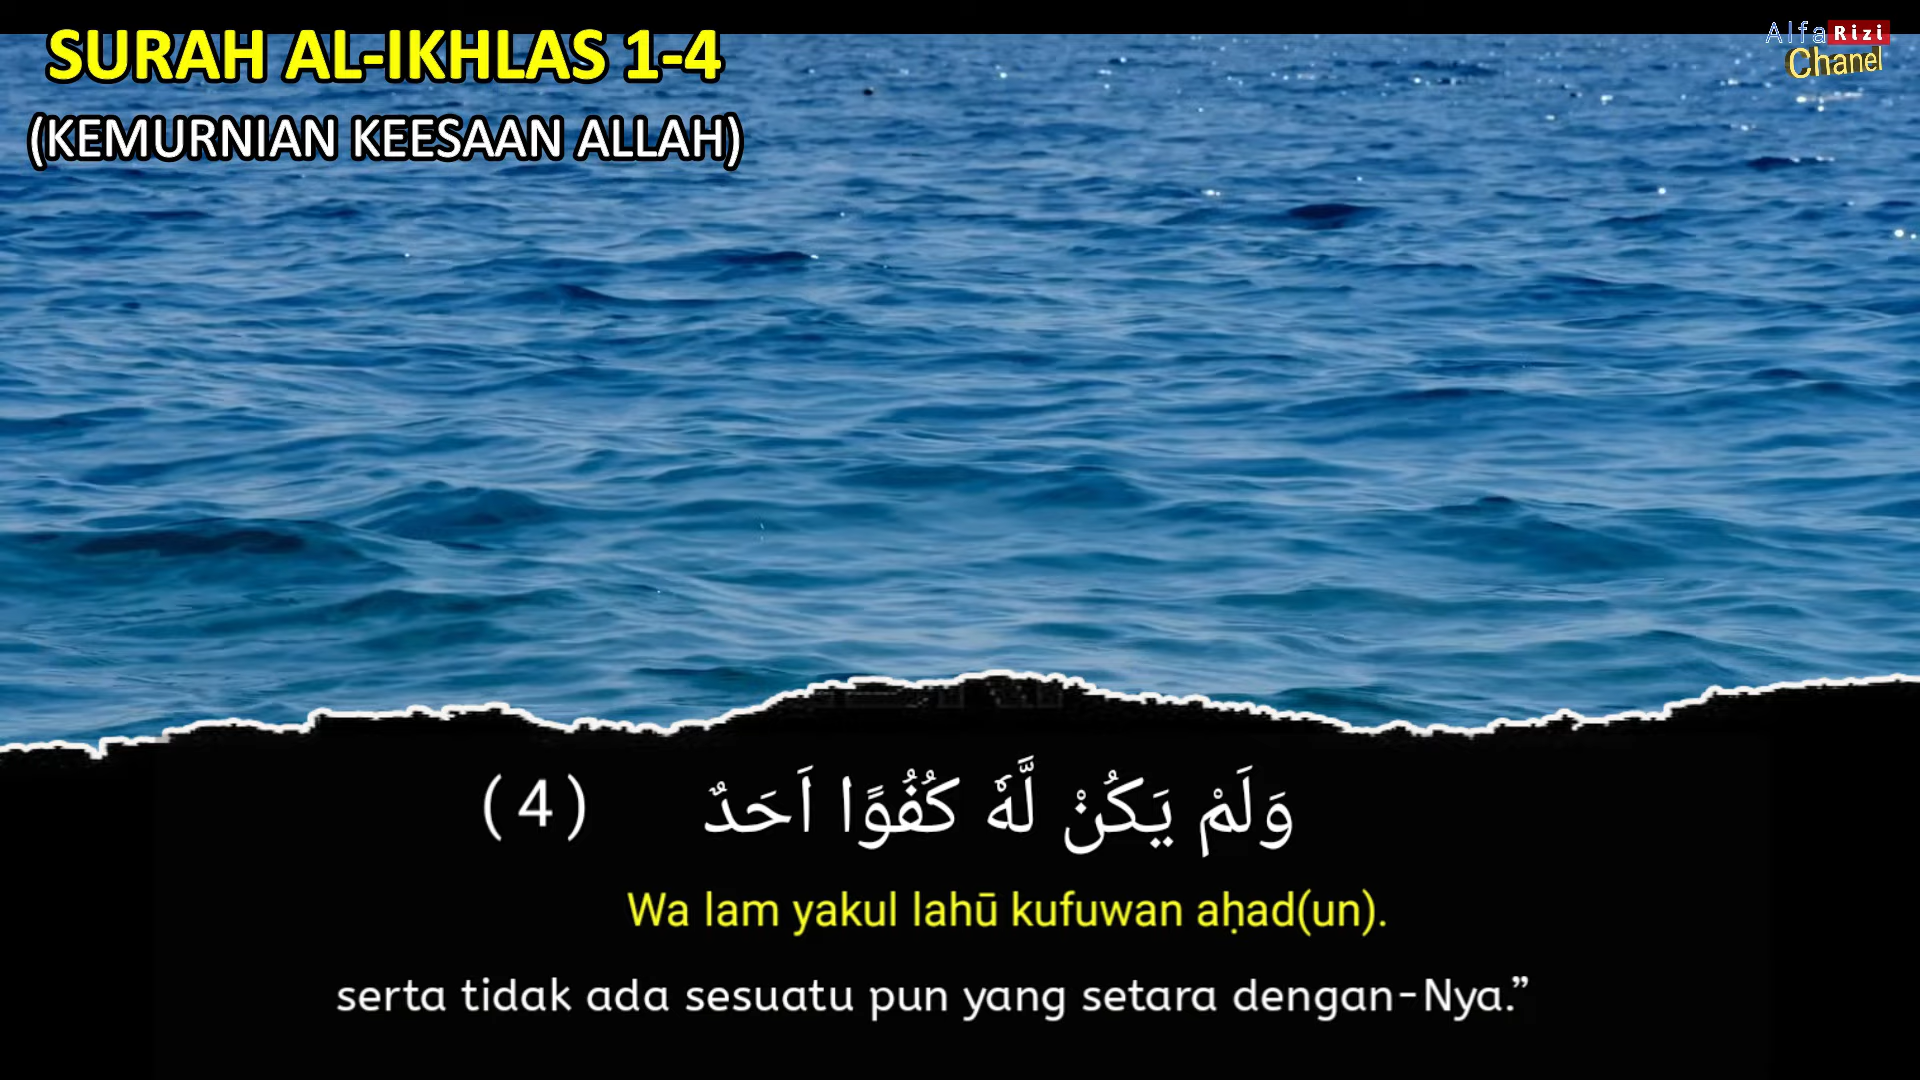 SURAH AL-IKHLAS 1-4
(KEMURNIAN KEESAAN ALLAH)
Alfa Rizi
Chanel
وَلَمْ يَكُنْ لَّهٗ كُفُوًا اَحَدٌ (4)
Wa lam yakul lahū kufuwan aḥad(un).
serta tidak ada sesuatu pun yang setara dengan-Nya.”